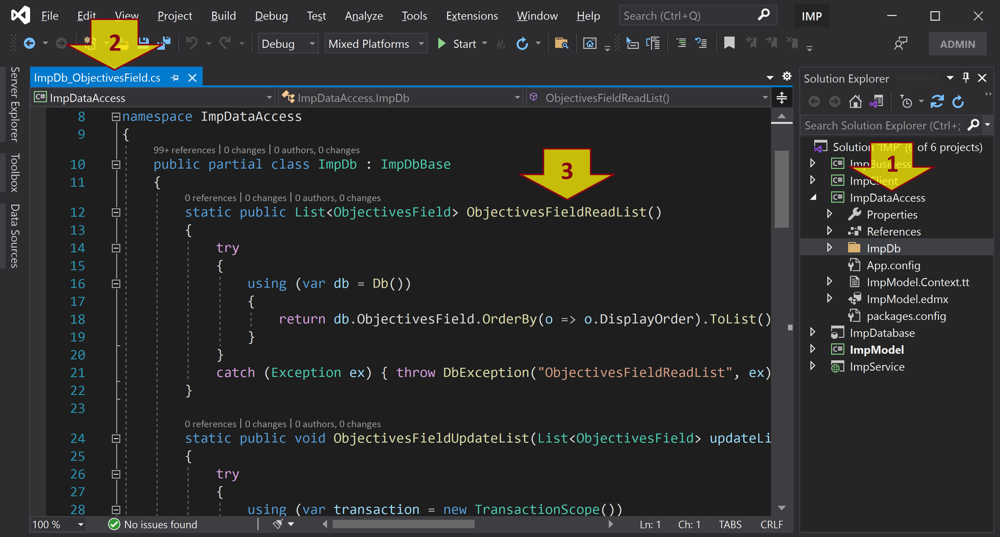 File Edit View Project Build Debug Test Analyze Tools Extensions Window Help Search (Ctrl+Q) IMP
2
Debug Mixed Platforms Start ADMIN
Server Explorer
Toolbox
Data Sources
ImpDb_ObjectivesField.cs
C# ImpDataAccess ImpDataAccess.ImpDb ObjectivesFieldReadList()
8 namespace ImpDataAccess
9 {
99+ references | 0 changes | 0 authors, 0 changes
10 public partial class ImpDb : ImpDbBase
11 {
3
0 references | 0 changes | 0 authors, 0 changes
12 static public List<ObjectivesField> ObjectivesFieldReadList()
13 {
14 try
15 {
16 using (var db = Db())
17 {
18 return db.ObjectivesField.OrderBy(o => o.DisplayOrder).ToList()
19 }
20 }
21 catch (Exception ex) { throw DbException("ObjectivesFieldReadList", ex)
22 }
23
0 references | 0 changes | 0 authors, 0 changes
24 static public void ObjectivesFieldUpdateList(List<ObjectivesField> updateLi
25 {
26 try
27 {
28 using (var transaction = new TransactionScope())
100 % No issues found Ln: 1 Ch: 1 TABS CRLF
Solution Explorer
Search Solution Explorer (Ctrl+;
Solution 'IMP' (6 of 6 projects)
C# ImpBusiness
1
C# ImpClient
C# ImpDataAccess
Properties
References
ImpDb
App.config
ImpModel.Context.tt
ImpModel.edmx
packages.config
ImpDatabase
C# ImpModel
ImpService